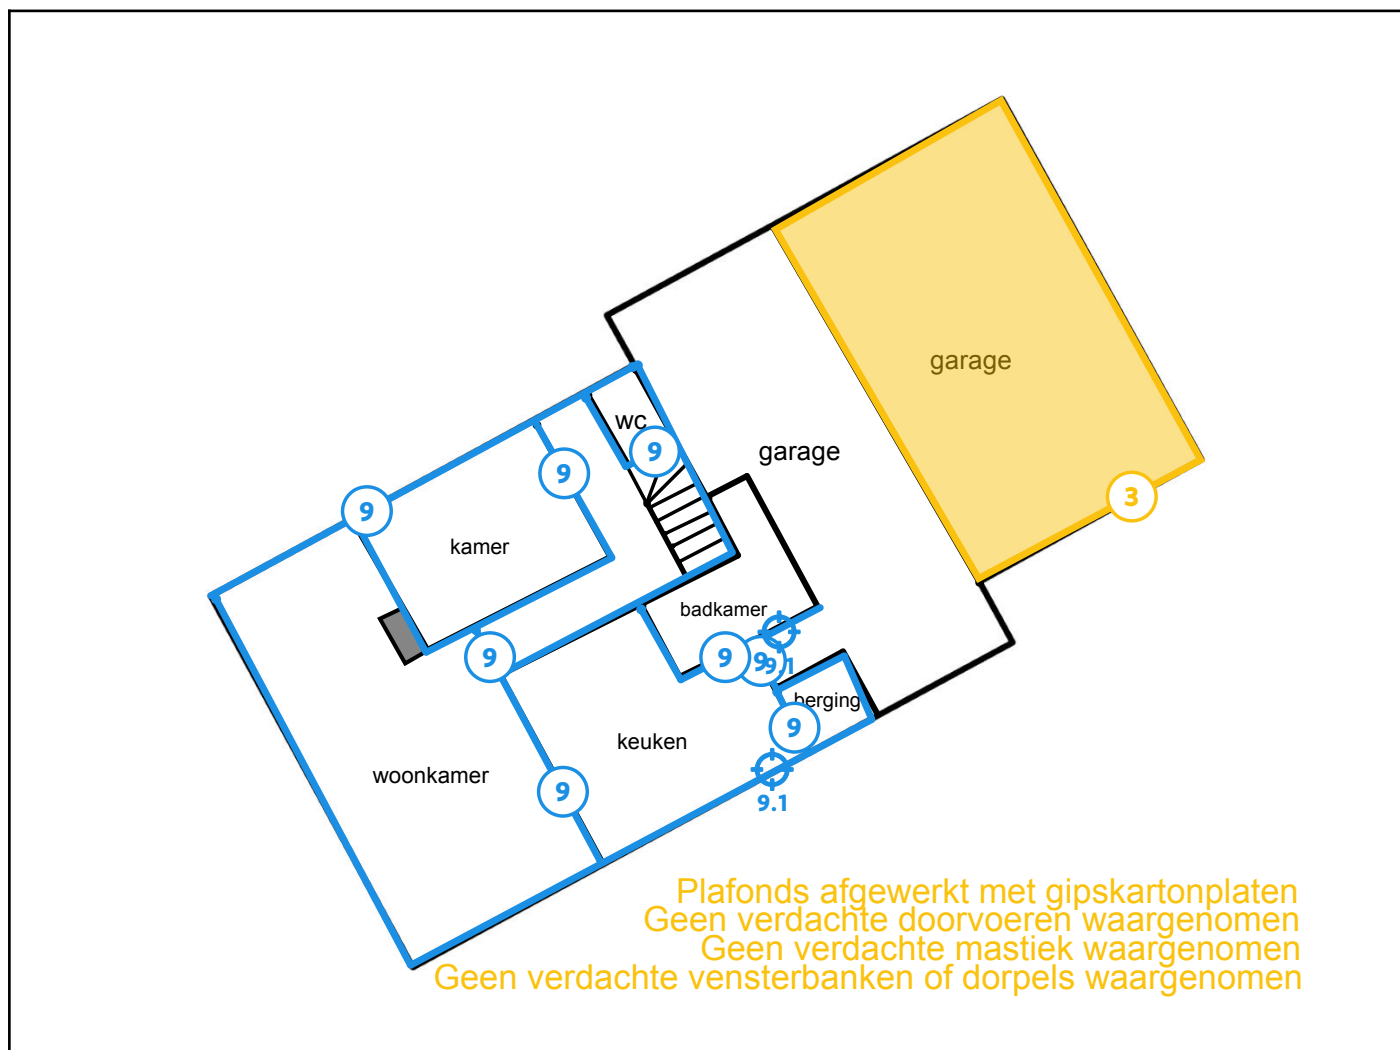 garage
3
wc
9
garage
9
9
kamer
badkamer
9
9
9
9.1
berging
9
keuken
woonkamer
9
9.1
Plafonds afgewerkt met gipskartonplaten
Geen verdachte doorvoeren waargenomen
Geen verdachte mastiek waargenomen
Geen verdachte vensterbanken of dorpels waargenomen